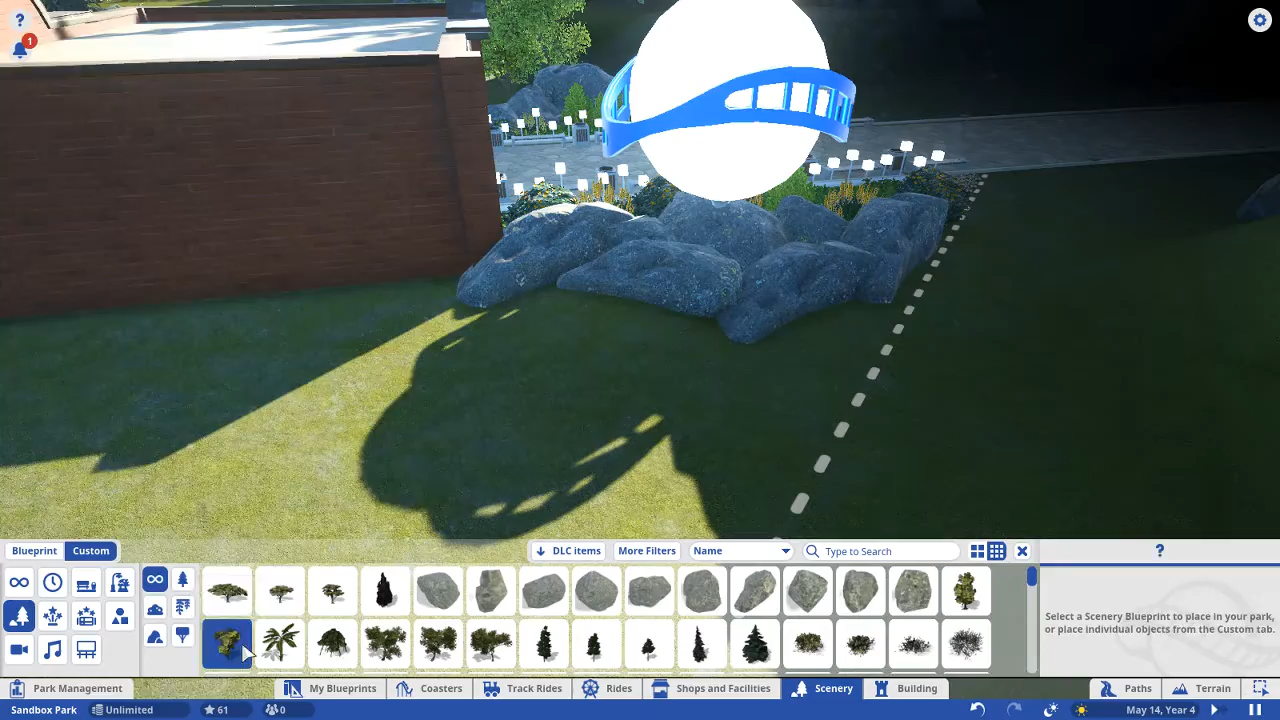 ?
1
Blueprint Custom DLC items More Filters Name Type to Search
?
Select a Scenery Blueprint to place in your park,
or place individual objects from the Custom tab.
Park Management My Blueprints Coasters Track Rides Rides Shops and Facilities Scenery Building Paths Terrain
Sandbox Park Unlimited 61 0 May 14, Year 4